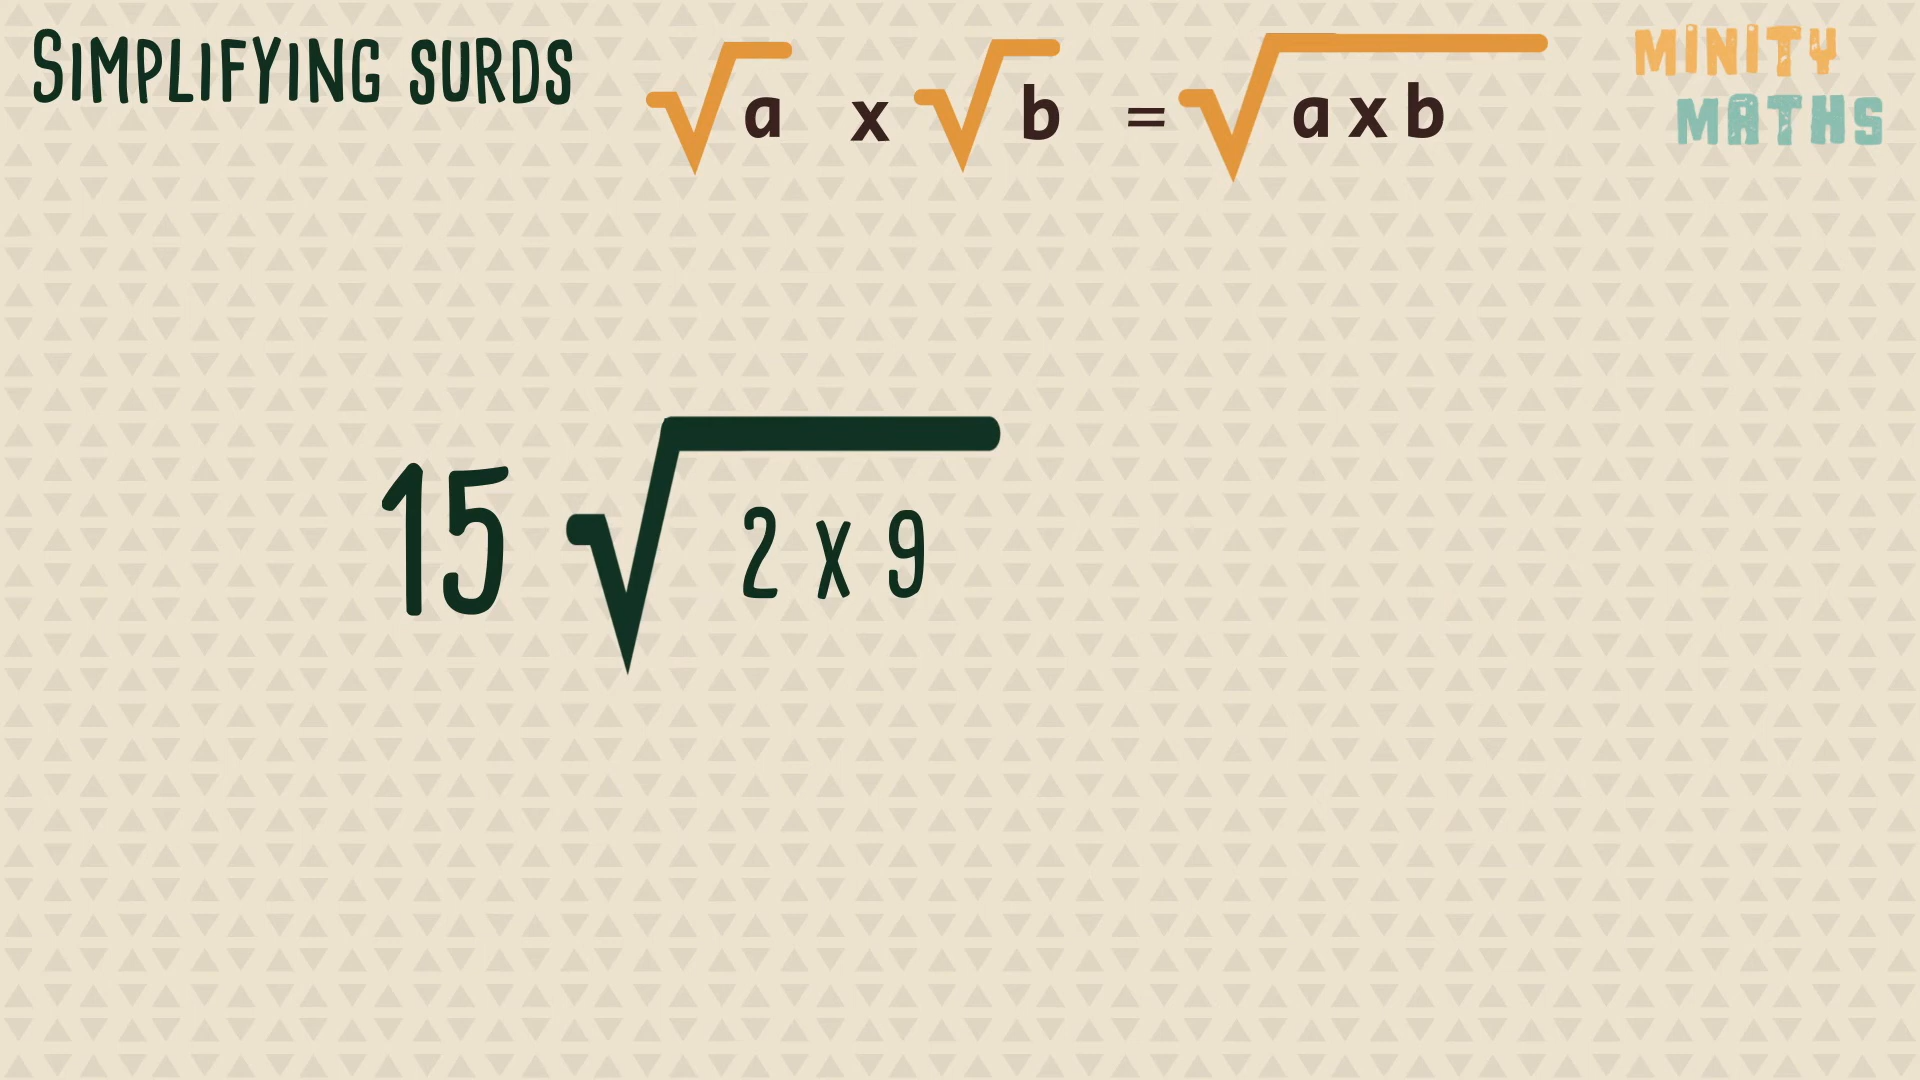 SIMPLIFYING SURDS
√a x √b = √a x b
MINITY
MATHS
15 √2 x 9